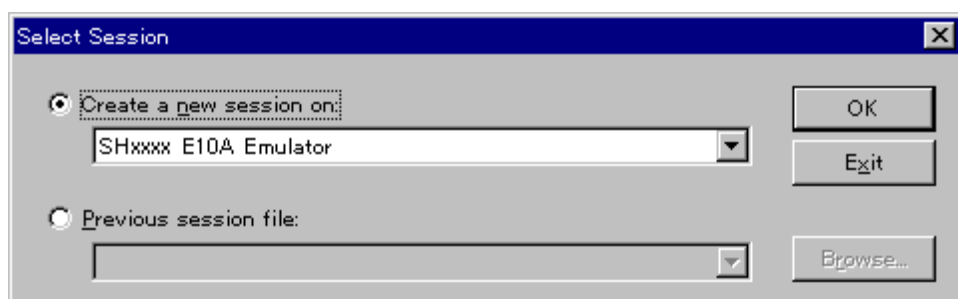 Select Session
Create a new session on:
OK
SHxxxx E10A Emulator
Exit
Previous session file:
Browse...